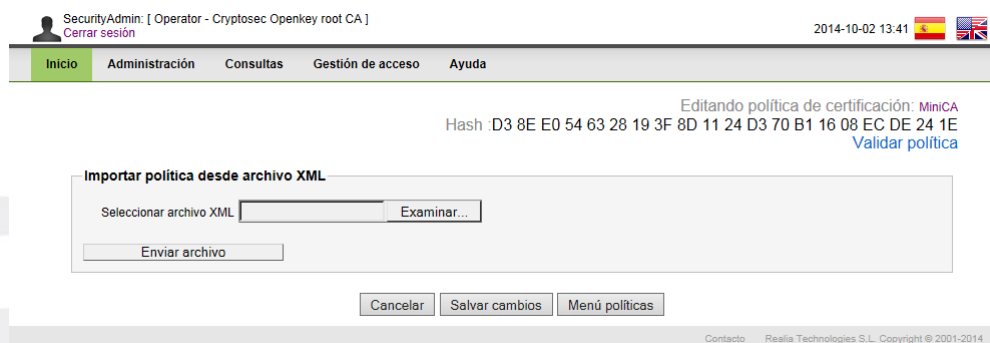 SecurityAdmin: [ Operator - Cryptosec Openkey root CA ]
Cerrar sesión
2014-10-02 13:41
Inicio Administración Consultas Gestión de acceso Ayuda
Editando política de certificación: MiniCA
Hash :D3 8E E0 54 63 28 19 3F 8D 11 24 D3 70 B1 16 08 EC DE 24 1E
Validar política
Importar política desde archivo XML
Seleccionar archivo XML Examinar...
Enviar archivo
Cancelar Salvar cambios Menú políticas
Contacto Realia Technologies S.L. Copyright © 2001-2014